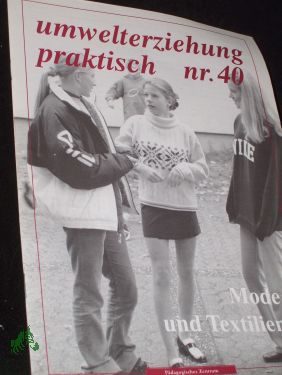 umwelterziehung
praktisch nr. 40
Mode
und Textilien
Pädagogisches Zentrum